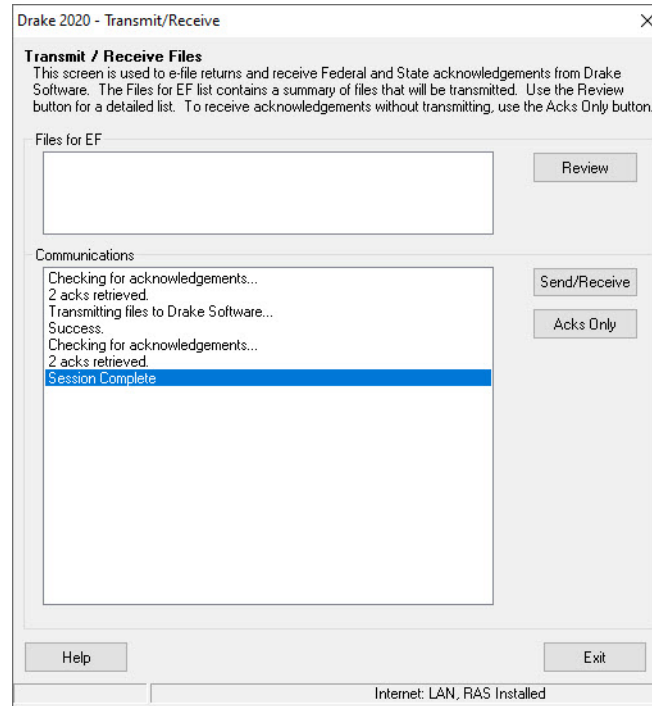 Drake 2020 - Transmit/Receive
Transmit / Receive Files
This screen is used to e-file returns and receive Federal and State acknowledgements from Drake
Software. The Files for EF list contains a summary of files that will be transmitted. Use the Review
button for a detailed list. To receive acknowledgements without transmitting, use the Acks Only button.
Files for EF
Review
Communications
Checking for acknowledgements...
2 acks retrieved.
Transmitting files to Drake Software...
Success.
Checking for acknowledgements...
2 acks retrieved.
Session Complete
Send/Receive
Acks Only
Help
Exit
Internet: LAN, RAS Installed